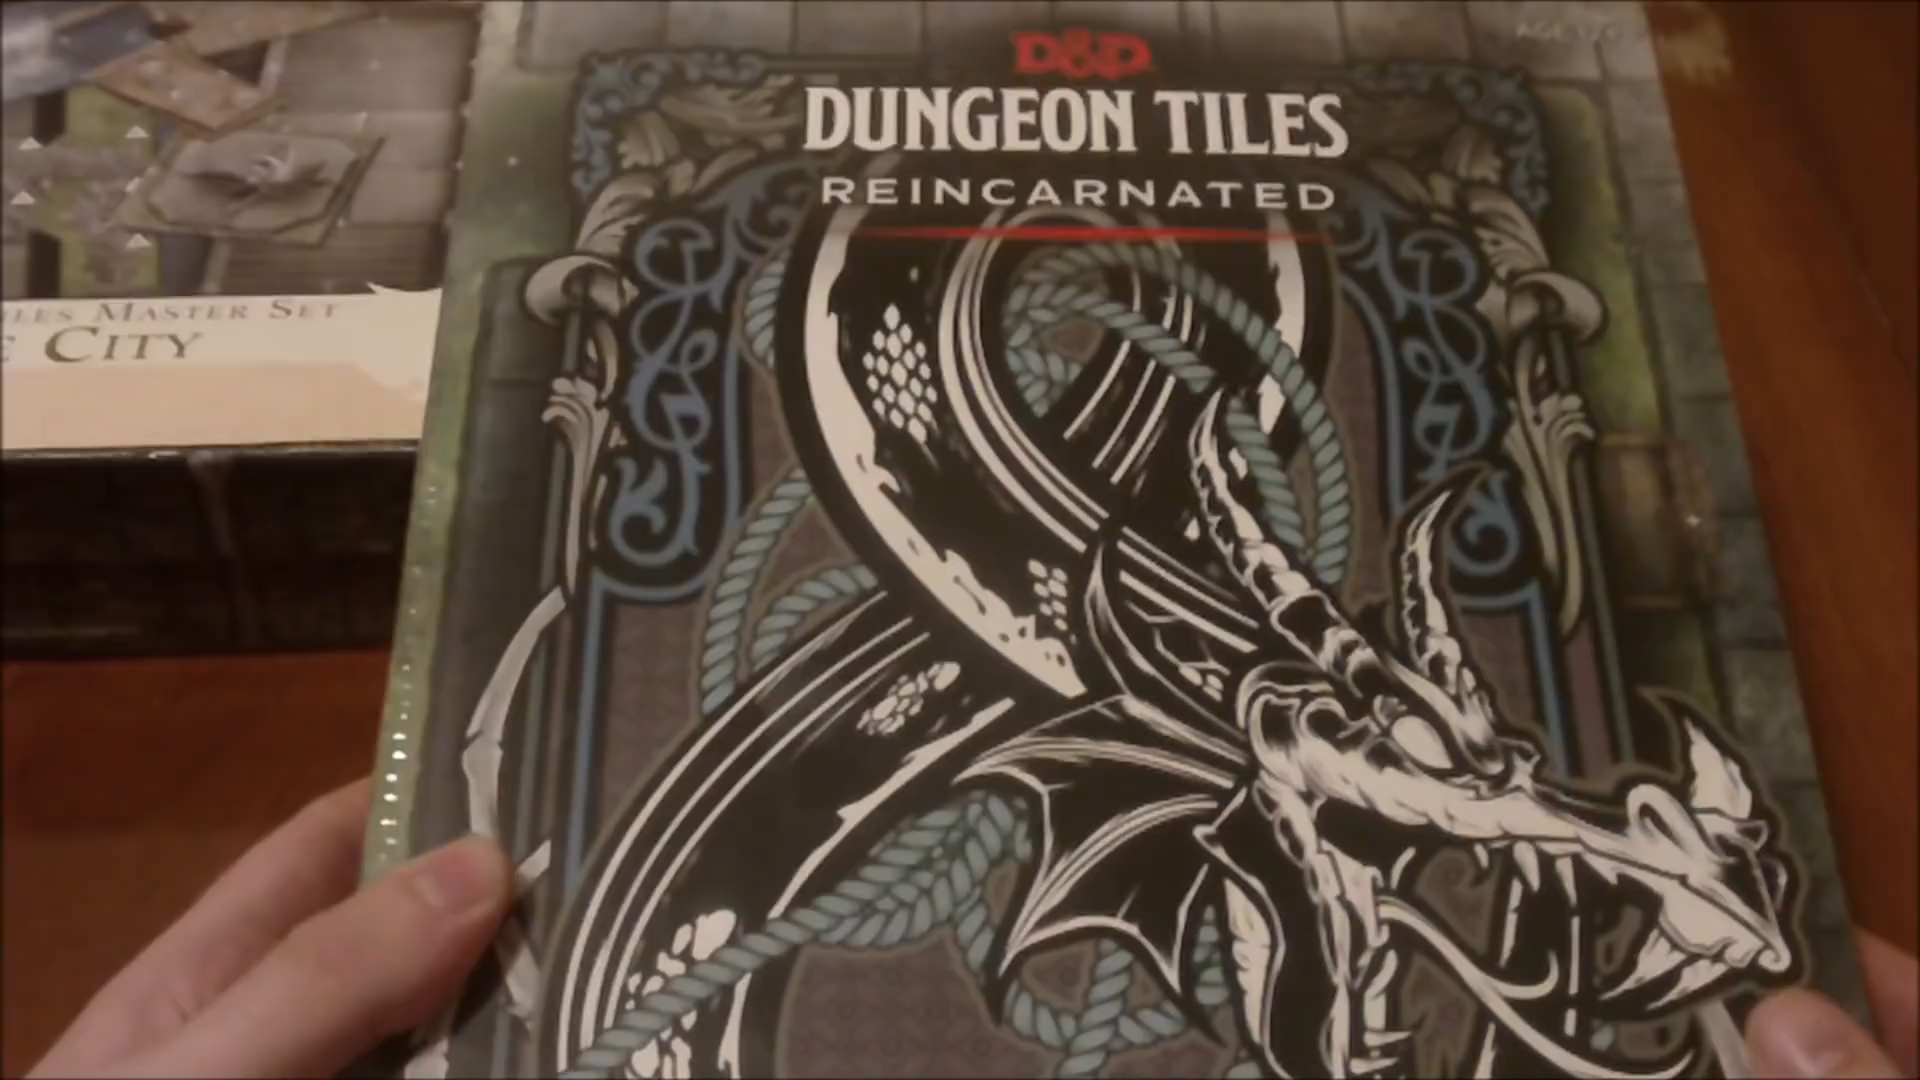 D&D
DUNGEON TILES
REINCARNATED
MASTER SET
CITY